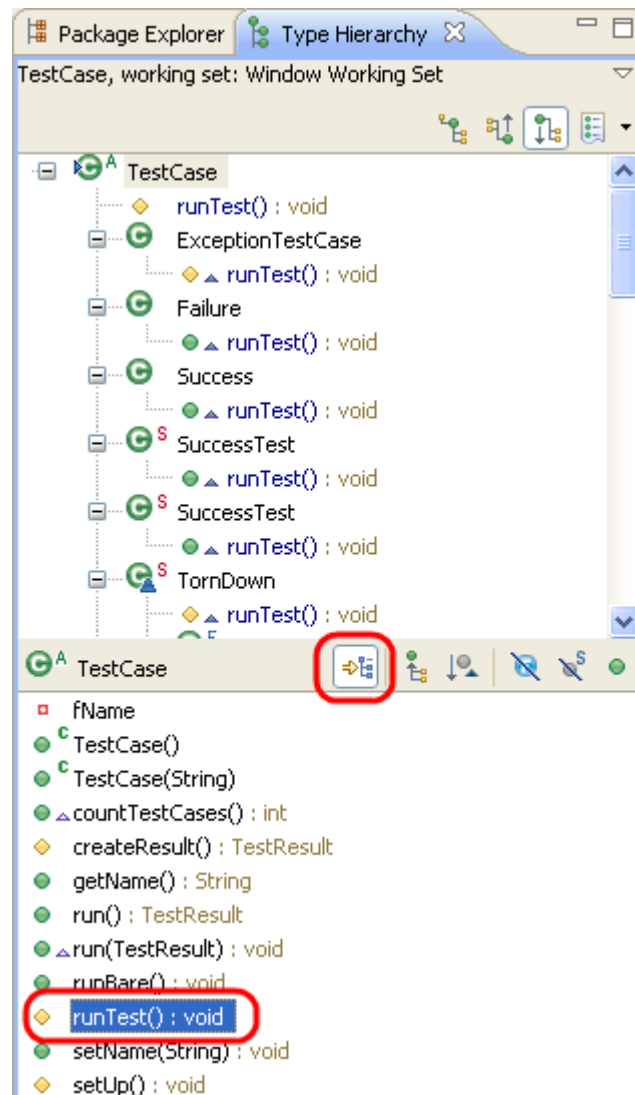 Package Explorer Type Hierarchy
TestCase, working set: Window Working Set
C A TestCase
runTest() : void
C ExceptionTestCase
runTest() : void
C Failure
runTest() : void
C Success
runTest() : void
C S SuccessTest
runTest() : void
C S SuccessTest
runTest() : void
C S TornDown
runTest() : void
C A TestCase S
fName
C TestCase()
C TestCase(String)
countTestCases() : int
createResult() : TestResult
getName() : String
run() : TestResult
run(TestResult) : void
runBare() : void
runTest() : void
setName(String) : void
setUp() : void